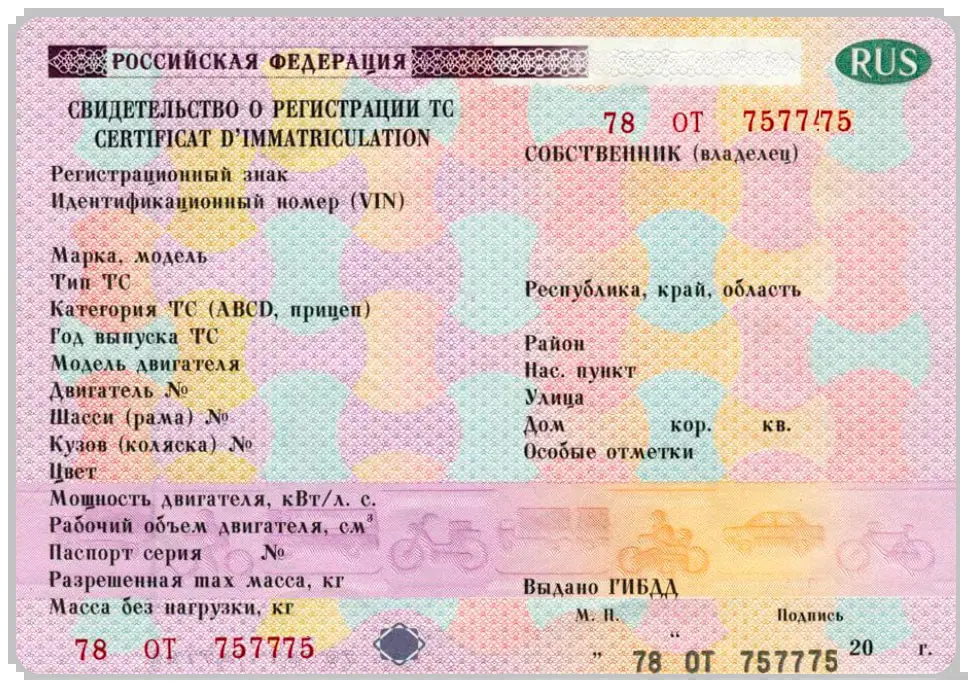 РОССИЙСКАЯ ФЕДЕРАЦИЯ
RUS
СВИДЕТЕЛЬСТВО О РЕГИСТРАЦИИ ТС
CERTIFICAT D'IMMATRICULATION
Регистрационный знак
Идентификационный номер (VIN)
Марка, модель
Тип ТС
Категория ТС (ABCD, прицеп)
Год выпуска ТС
Модель двигателя
Двигатель №
Шасси (рама) №
Кузов (коляска) №
Цвет
Мощность двигателя, кВт/л. с.
Рабочий объем двигателя, см³
Паспорт серия №
Разрешенная max масса, кг
Масса без нагрузки, кг
78 ОТ 757775
78 ОТ
СОБСТВЕННИК (владелец)
Республика, край, область
Район
Нас. пункт
Улица
Дом кор. кв.
Особые отметки
Выдано ГИБДД
М. П. Подпись
„ “ 20 г.
78 ОТ 757775